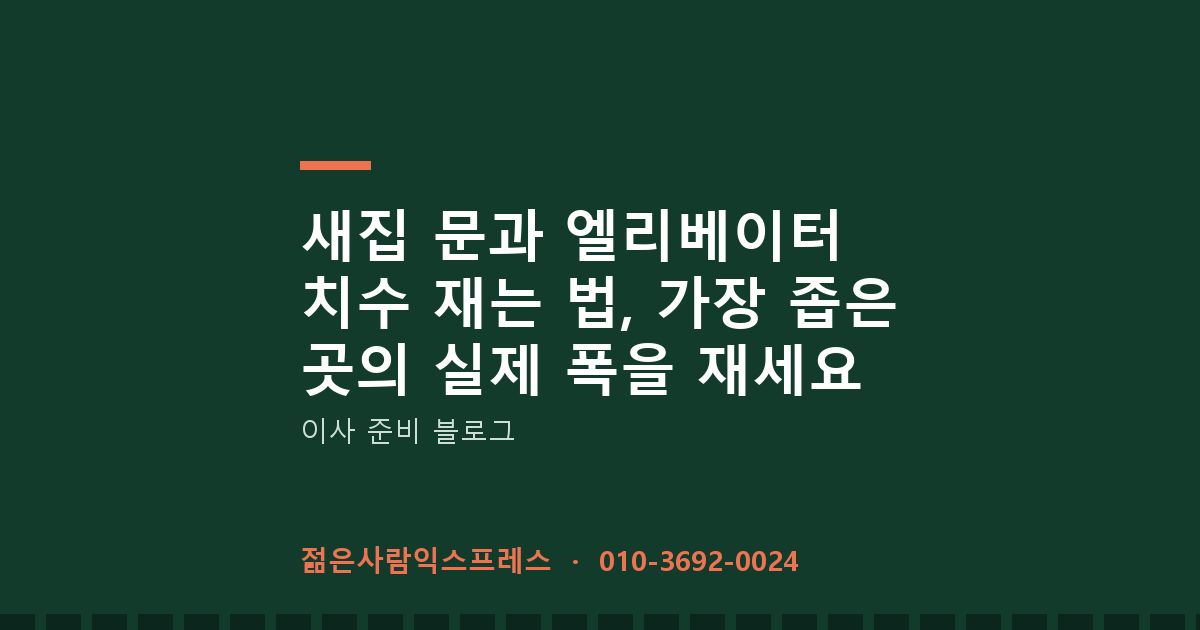 새집 문과 엘리베이터
치수 재는 법, 가장 좁은
곳의 실제 폭을 재세요
이사 준비 블로그
젊은사람익스프레스 · 010-3692-0024